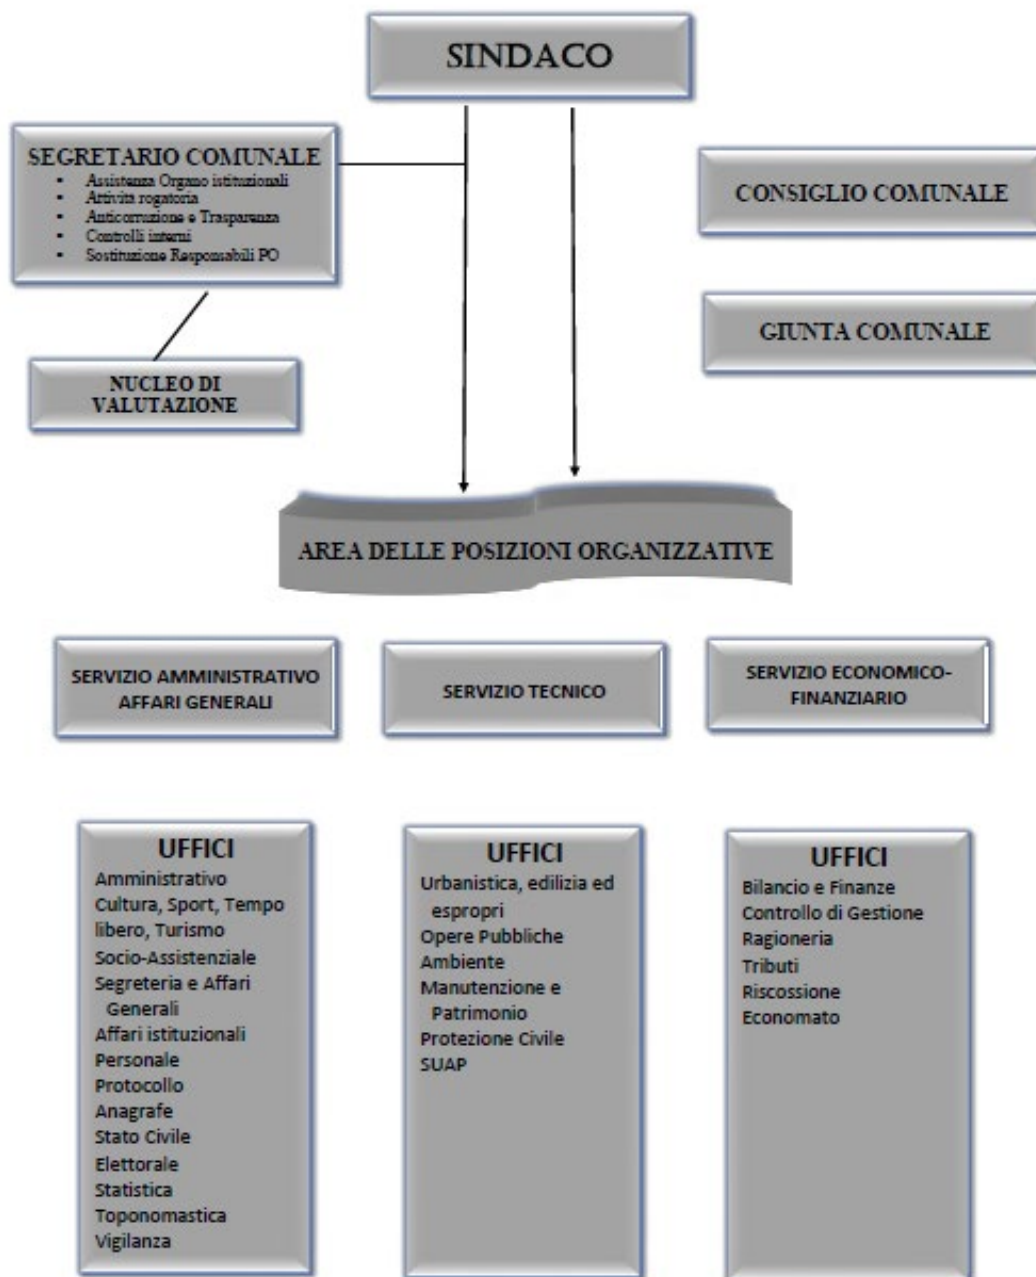 SINDACO
SEGRETARIO COMUNALE
▪ Assistenza Organo istituzionali
▪ Attività rogatoria
▪ Anticorruzione e Trasparenza
▪ Controlli interni
▪ Sostituzione Responsabili PO
CONSIGLIO COMUNALE
GIUNTA COMUNALE
NUCLEO DI
VALUTAZIONE
AREA DELLE POSIZIONI ORGANIZZATIVE
SERVIZIO AMMINISTRATIVO
AFFARI GENERALI
SERVIZIO TECNICO
SERVIZIO ECONOMICO-
FINANZIARIO
UFFICI
Amministrativo
Cultura, Sport, Tempo
libero, Turismo
Socio-Assistenziale
Segreteria e Affari
Generali
Affari istituzionali
Personale
Protocollo
Anagrafe
Stato Civile
Elettorale
Statistica
Toponomastica
Vigilanza
UFFICI
Urbanistica, edilizia ed
espropri
Opere Pubbliche
Ambiente
Manutenzione e
Patrimonio
Protezione Civile
SUAP
UFFICI
Bilancio e Finanze
Controllo di Gestione
Ragioneria
Tributi
Riscossione
Economato